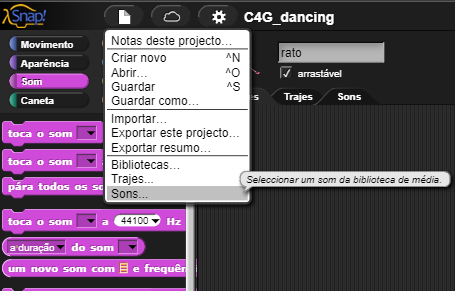 Snap!
C4G_dancing
Movimento
Aparência
Som
Caneta
Notas deste projecto...
Criar novo ^N
Abrir... ^O
Guardar ^S
Guardar como...
Importar...
Exportar este projecto...
Exportar resumo...
Bibliotecas...
Trajes...
Sons...
rato
arrastável
Trajes
Sons
Seleccionar um som da biblioteca de média.
toca o som
toca o som
pára todos os so
toca o som a 44100 Hz
a duração do som
um novo som com e frequên